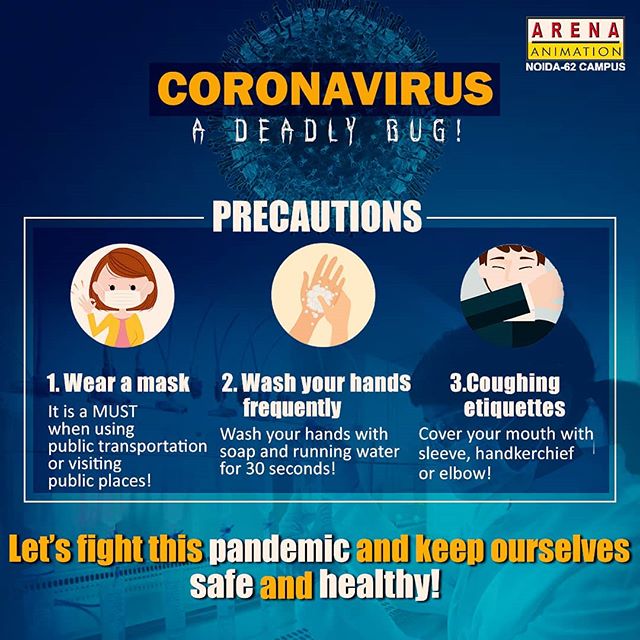 ARENA
ANIMATION
NOIDA-62 CAMPUS
CORONAVIRUS
A DEADLY BUG!
PRECAUTIONS
1. Wear a mask
It is a MUST
when using
public transportation
or visiting
public places!
2. Wash your hands
frequently
Wash your hands with
soap and running water
for 30 seconds!
3.Coughing
etiquettes
Cover your mouth with
sleeve, handkerchief
or elbow!
Let's fight this pandemic and keep ourselves
safe and healthy!